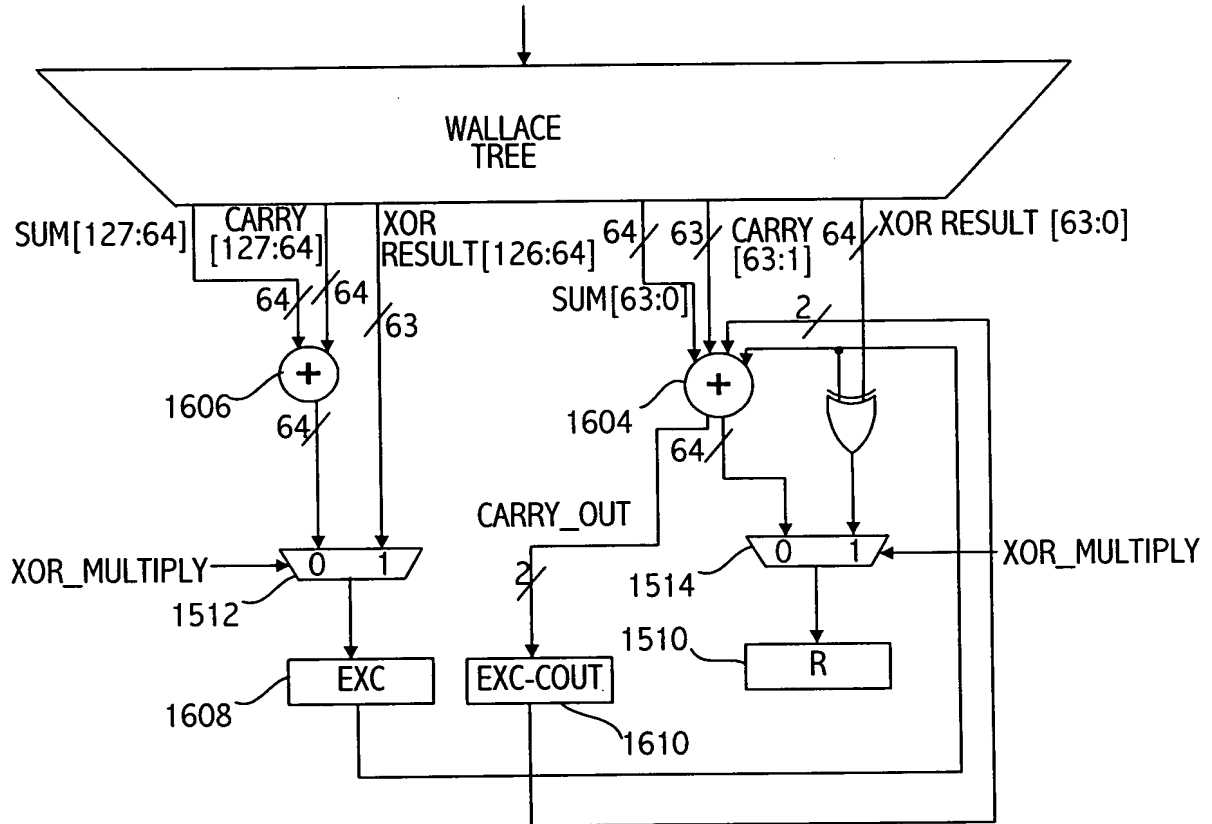 WALLACE
TREE
SUM[127:64]
CARRY
[127:64]
XOR
RESULT[126:64]
64
63
CARRY
[63:1]
64
XOR RESULT [63:0]
SUM[63:0]
64
64
63
2
+
1606
+
1604
64
64
CARRY_OUT
XOR_MULTIPLY
0 1
1512
2
0 1
1514
XOR_MULTIPLY
EXC
1608
EXC-COUT
1610
1510
R